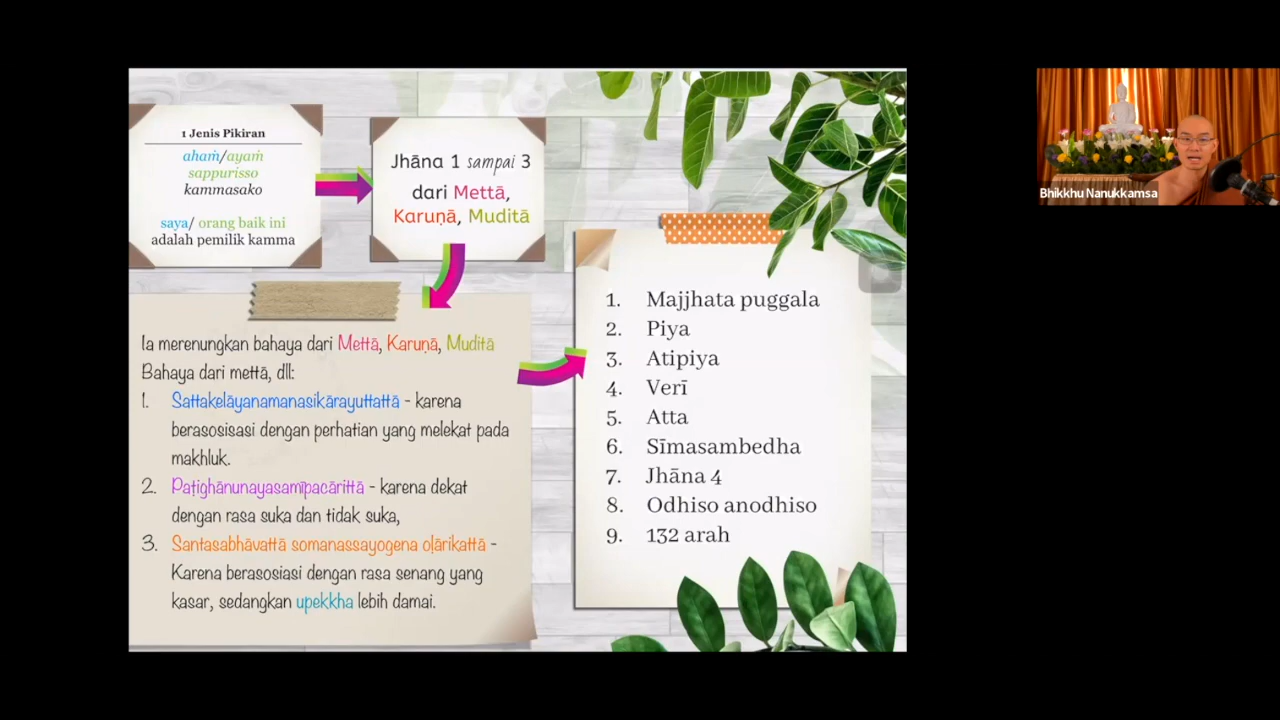 1 Jenis Pikiran
ahaṁ/ayaṁ
sappurisso
kammasako
saya/ orang baik ini
adalah pemilik kamma
Jhāna 1 sampai 3
dari Mettā,
Karuṇā, Muditā
Ia merenungkan bahaya dari Mettā, Karuṇā, Muditā
Bahaya dari mettā, dll:
1. Sattakelāyanamanasikārayuttattā - karena
berasosisasi dengan perhatian yang melekat pada
makhluk.
2. Paṭighānunayasamīpacārittā - karena dekat
dengan rasa suka dan tidak suka,
3. Santasabhāvattā somanassayogena oḷārikattā -
Karena berasosiasi dengan rasa senang yang
kasar, sedangkan upekkha lebih damai.
1. Majjhata puggala
2. Piya
3. Atipiya
4. Verī
5. Atta
6. Sīmasambedha
7. Jhāna 4
8. Odhiso anodhiso
9. 132 arah
Bhikkhu Nanukkamsa